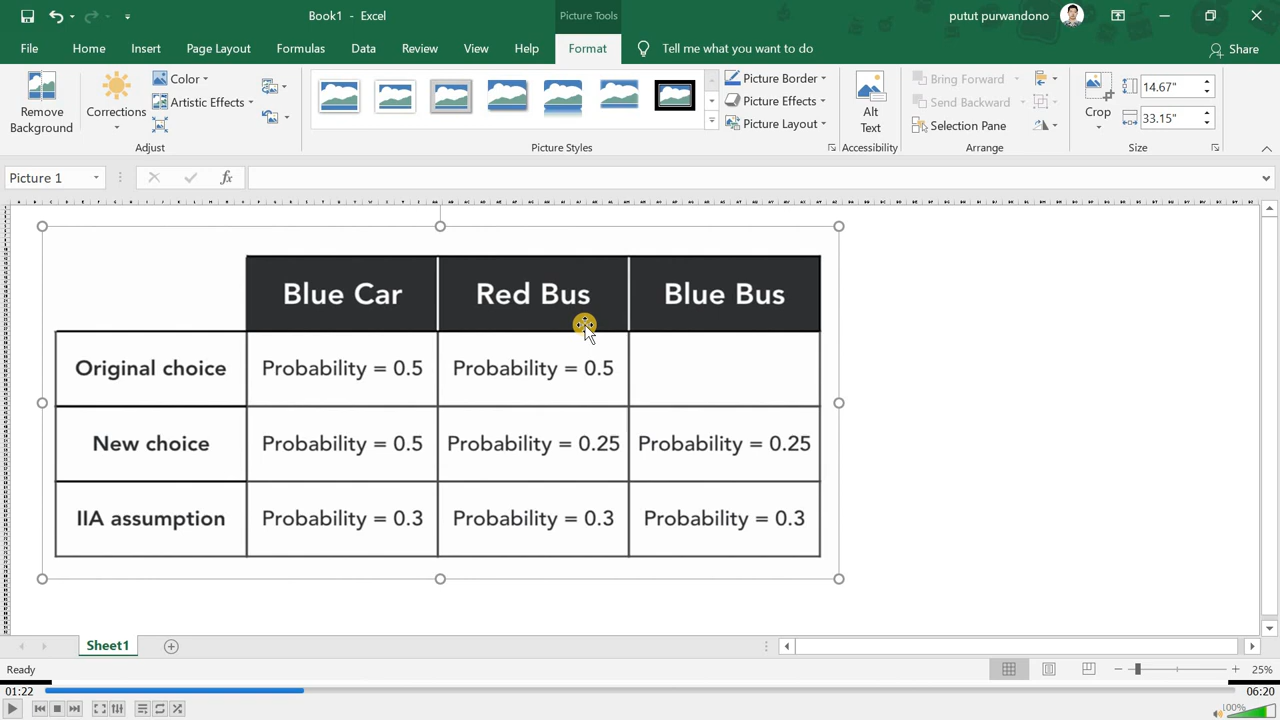 Book1 - Excel
Picture Tools
putut purwandono
File
Home
Insert
Page Layout
Formulas
Data
Review
View
Help
Format
Tell me what you want to do
Share
Remove Background
Corrections
Color
Artistic Effects
Picture Border
Picture Effects
Picture Layout
Alt Text
Bring Forward
Send Backward
Selection Pane
Crop
14.67"
33.15"
Adjust
Picture Styles
Accessibility
Arrange
Size
Picture 1
fx
Blue Car Red Bus Blue Bus
Original choice Probability = 0.5 Probability = 0.5
New choice Probability = 0.5 Probability = 0.25 Probability = 0.25
IIA assumption Probability = 0.3 Probability = 0.3 Probability = 0.3
Sheet1
Ready
25%
01:22
06:20
100%